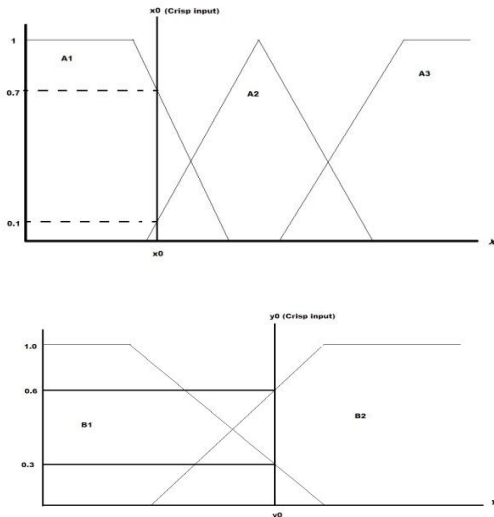 x0 (Crisp input)
1
A1
A3
0.7
A2
0.1
x0
y0 (Crisp input)
1.0
0.6
B1
B2
0.3
y0